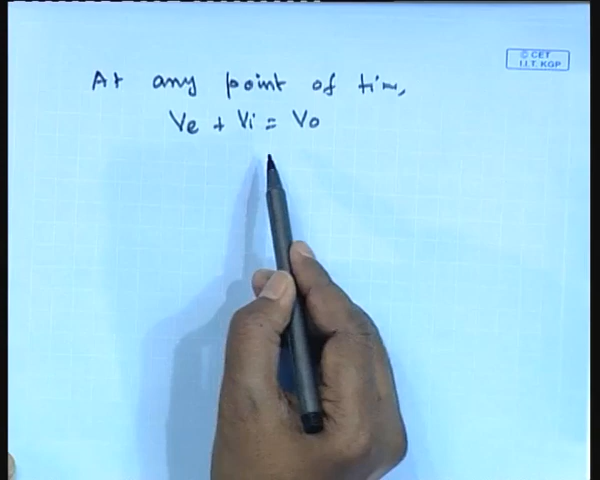 At any point of time,
Ve + Vi = Vo
© CET
I.I.T. KGP